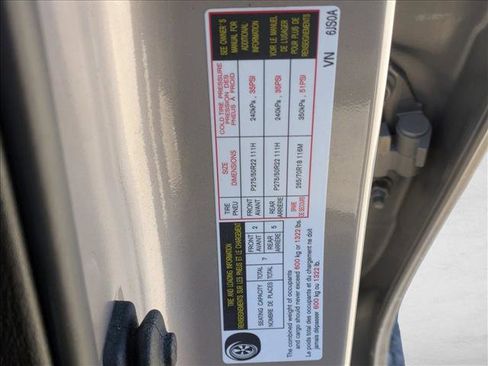 TIRE AND LOADING INFORMATION
RENSEIGNEMENTS SUR LES PNEUS ET LE CHARGEMENT
SEATING CAPACITY TOTAL 7 FRONT 2 REAR 5
NOMBRE DE PLACES TOTAL AVANT ARRIÈRE
The combined weight of occupants
and cargo should never exceed 600 kg or 1322 lbs.
Le poids total des occupants et du chargement ne doit
jamais dépasser 600 kg ou 1322 lb.
TIRE SIZE COLD TIRE PRESSURE
PNEU DIMENSIONS PRESSION DES
PNEUS À FROID
FRONT P275/50R22 111H 240kPa, 35PSI
AVANT
REAR P275/50R22 111H 240kPa, 35PSI
ARRIÈRE
SPARE 265/70R18 116M 350kPa, 51PSI
DE SECOURS
SEE OWNER'S
MANUAL FOR
ADDITIONAL
INFORMATION
VOIR LE MANUEL
DE L'USAGER
POUR PLUS DE
RENSEIGNEMENTS
VN 6JS0A